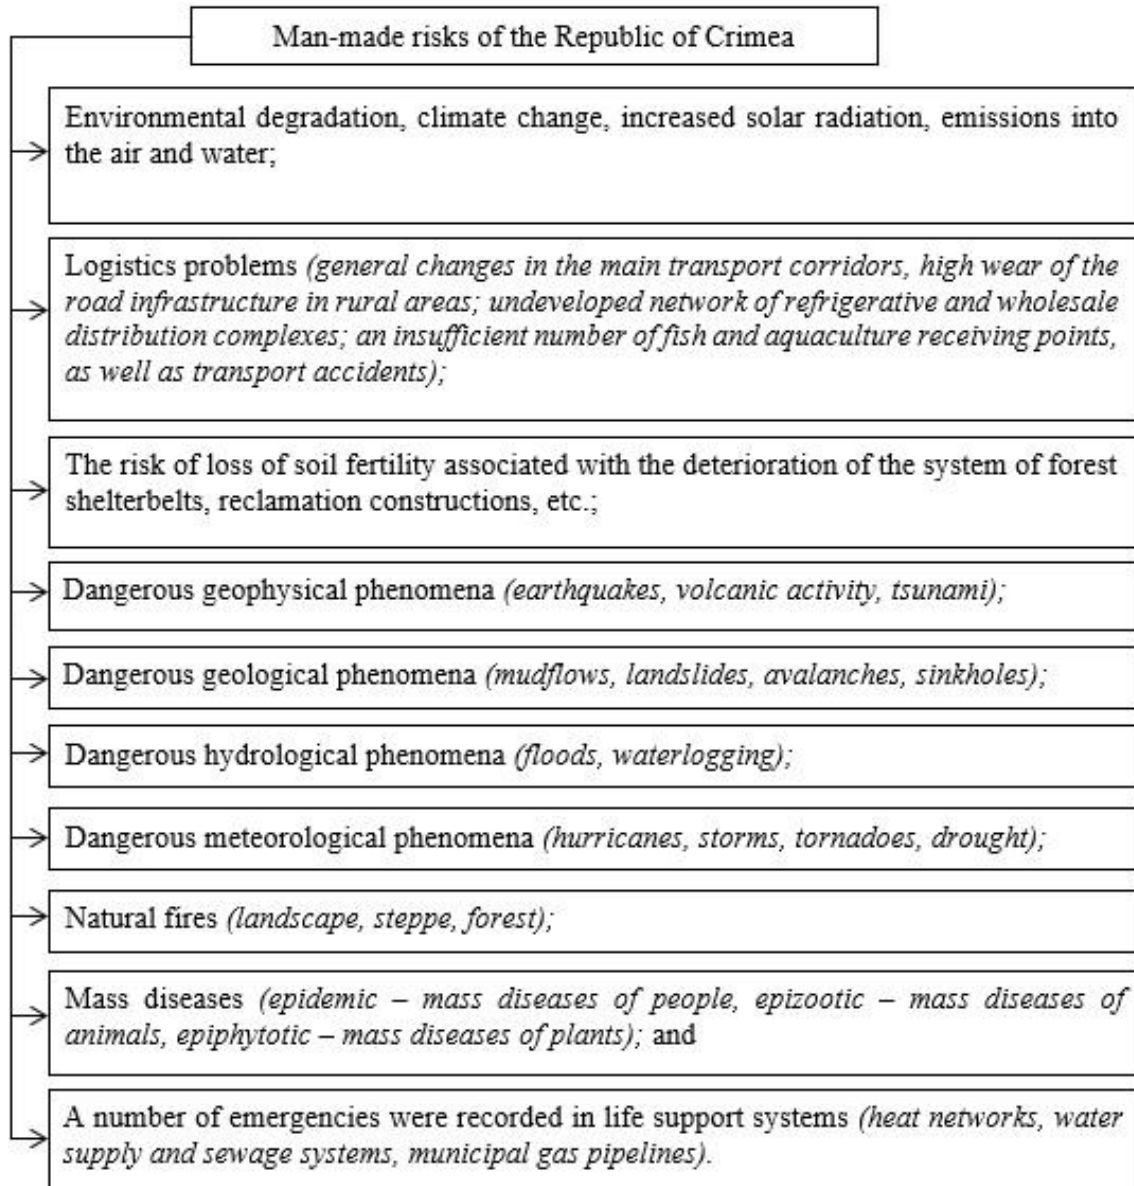 Man-made risks of the Republic of Crimea
Environmental degradation, climate change, increased solar radiation, emissions into
the air and water;
Logistics problems (general changes in the main transport corridors, high wear of the
road infrastructure in rural areas; undeveloped network of refrigerative and wholesale
distribution complexes; an insufficient number of fish and aquaculture receiving points,
as well as transport accidents);
The risk of loss of soil fertility associated with the deterioration of the system of forest
shelterbelts, reclamation constructions, etc.;
Dangerous geophysical phenomena (earthquakes, volcanic activity, tsunami);
Dangerous geological phenomena (mudflows, landslides, avalanches, sinkholes);
Dangerous hydrological phenomena (floods, waterlogging);
Dangerous meteorological phenomena (hurricanes, storms, tornadoes, drought);
Natural fires (landscape, steppe, forest);
Mass diseases (epidemic – mass diseases of people, epizootic – mass diseases of
animals, epiphytotic – mass diseases of plants); and
A number of emergencies were recorded in life support systems (heat networks, water
supply and sewage systems, municipal gas pipelines).